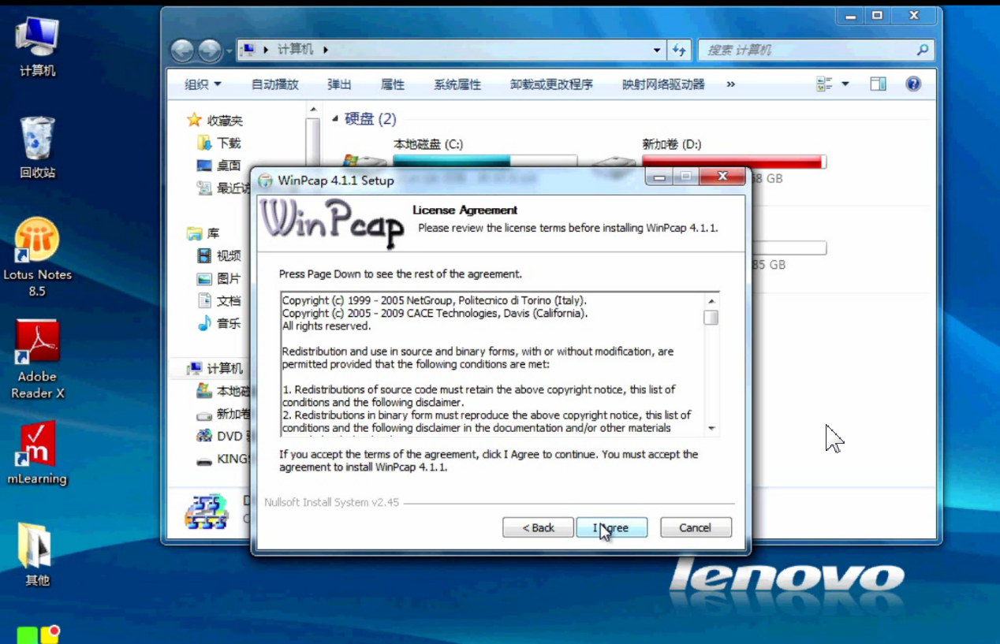 计算机
回收站
Lotus Notes
8.5
Adobe
Reader X
mLearning
其他
计算机
搜索 计算机
组织 自动播放 弹出 属性 系统属性 卸载或更改程序 映射网络驱动器 »
收藏夹
下载
桌面
最近访
库
视频
图片
文档
音乐
计算机
本地磁
新加卷
DVD
KING
硬盘 (2)
本地磁盘 (C:)
新加卷 (D:)
GB
85 GB
WinPcap 4.1.1 Setup
WinPcap
License Agreement
Please review the license terms before installing WinPcap 4.1.1.
Press Page Down to see the rest of the agreement.
Copyright (c) 1999 - 2005 NetGroup, Politecnico di Torino (Italy).
Copyright (c) 2005 - 2009 CACE Technologies, Davis (California).
All rights reserved.
Redistribution and use in source and binary forms, with or without modification, are
permitted provided that the following conditions are met:
1. Redistributions of source code must retain the above copyright notice, this list of
conditions and the following disclaimer.
2. Redistributions in binary form must reproduce the above copyright notice, this list of
conditions and the following disclaimer in the documentation and/or other materials
If you accept the terms of the agreement, click I Agree to continue. You must accept the
agreement to install WinPcap 4.1.1.
Nullsoft Install System v2.45
< Back I Agree Cancel
lenovo